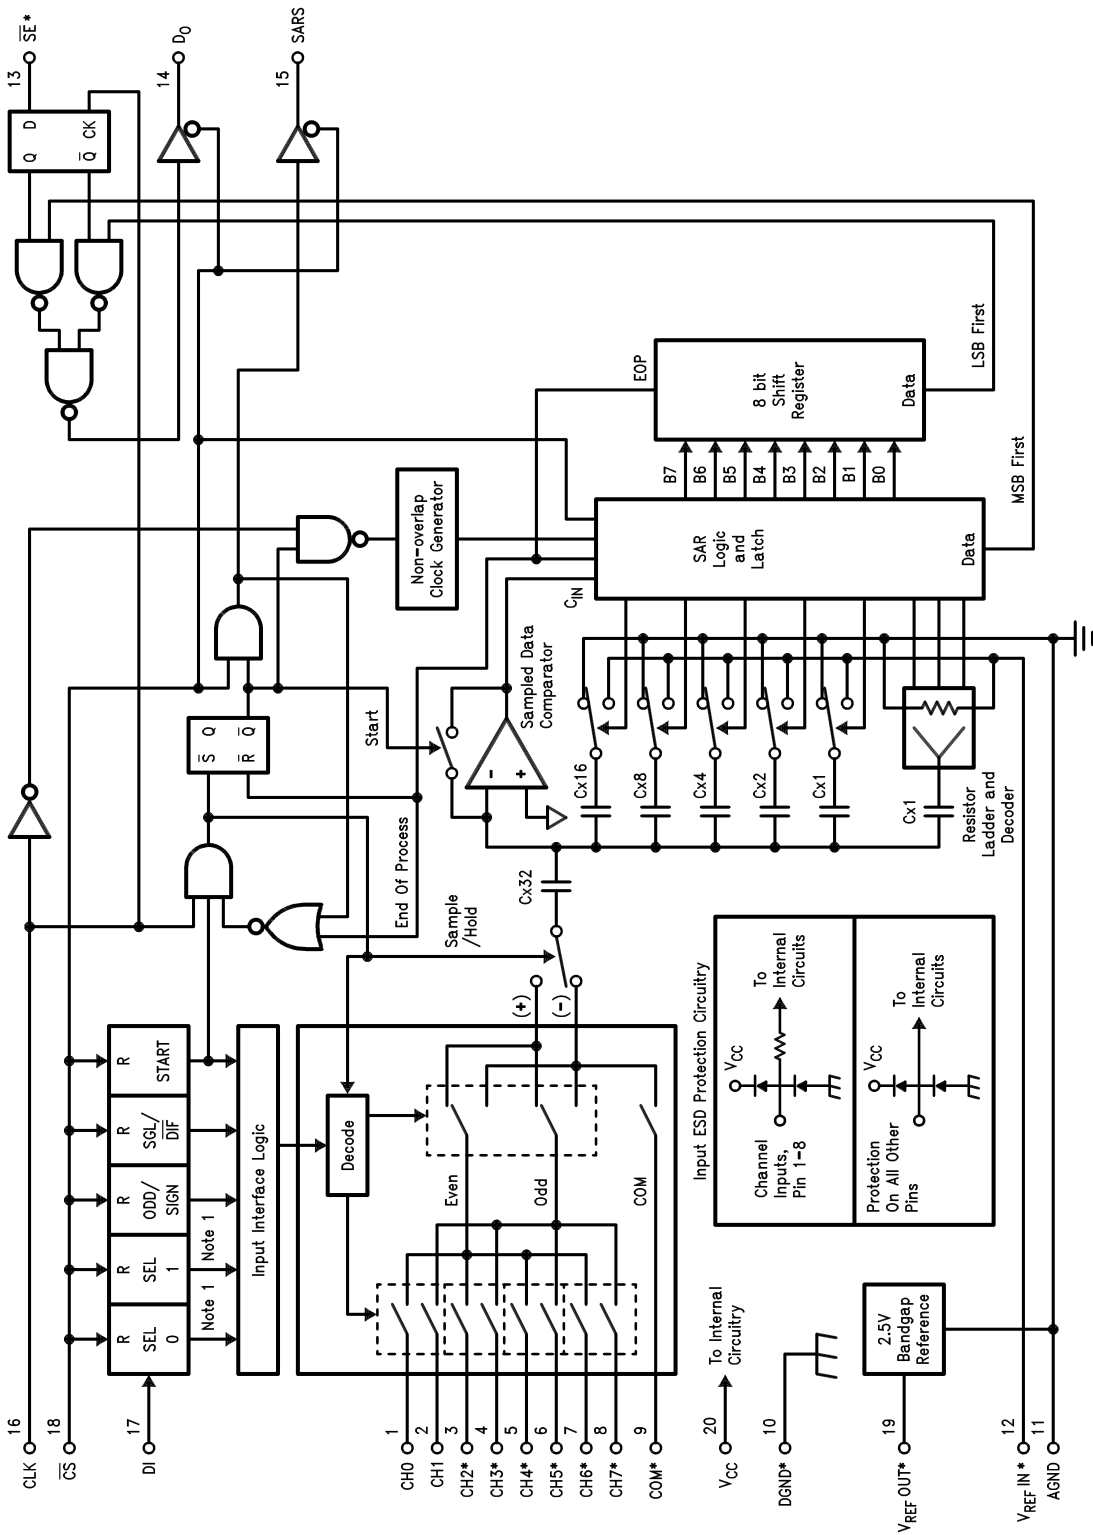 CLK 16
C̅S̅ 18
DI 17
R
SEL
0
R
SEL
1
R
ODD/
SIGN
R
SGL/
D̅I̅F̅
R
START
Note 1
Note 1
Input Interface Logic
Decode
Even
Odd
COM
CH0 1
CH1 2
CH2* 3
CH3* 4
CH4* 5
CH5* 6
CH6* 7
CH7* 8
COM* 9
(+)
(-)
Sample
/Hold
End Of Process
Start
S̅ Q
R̅ Q̅
Cx32
Sampled Data
Comparator
-
+
Cx16
Cx8
Cx4
Cx2
Cx1
Cx1
Resistor
Ladder and
Decoder
Non-overlap
Clock Generator
CIN
SAR
Logic
and
Latch
Data
B7
B6
B5
B4
B3
B2
B1
B0
EOP
8 bit
Shift
Register
Data
MSB First
LSB First
Q D
Q̅ CK
13 S̅E̅*
14 DO
15 SARS
Input ESD Protection Circuitry
VCC
Channel
Inputs,
Pin 1-8
To
Internal
Circuits
VCC
Protection
On All Other
Pins
To
Internal
Circuits
VCC 20
To Internal
Circuitry
DGND* 10
VREF OUT* 19
2.5V
Bandgap
Reference
VREF IN* 12
AGND 11